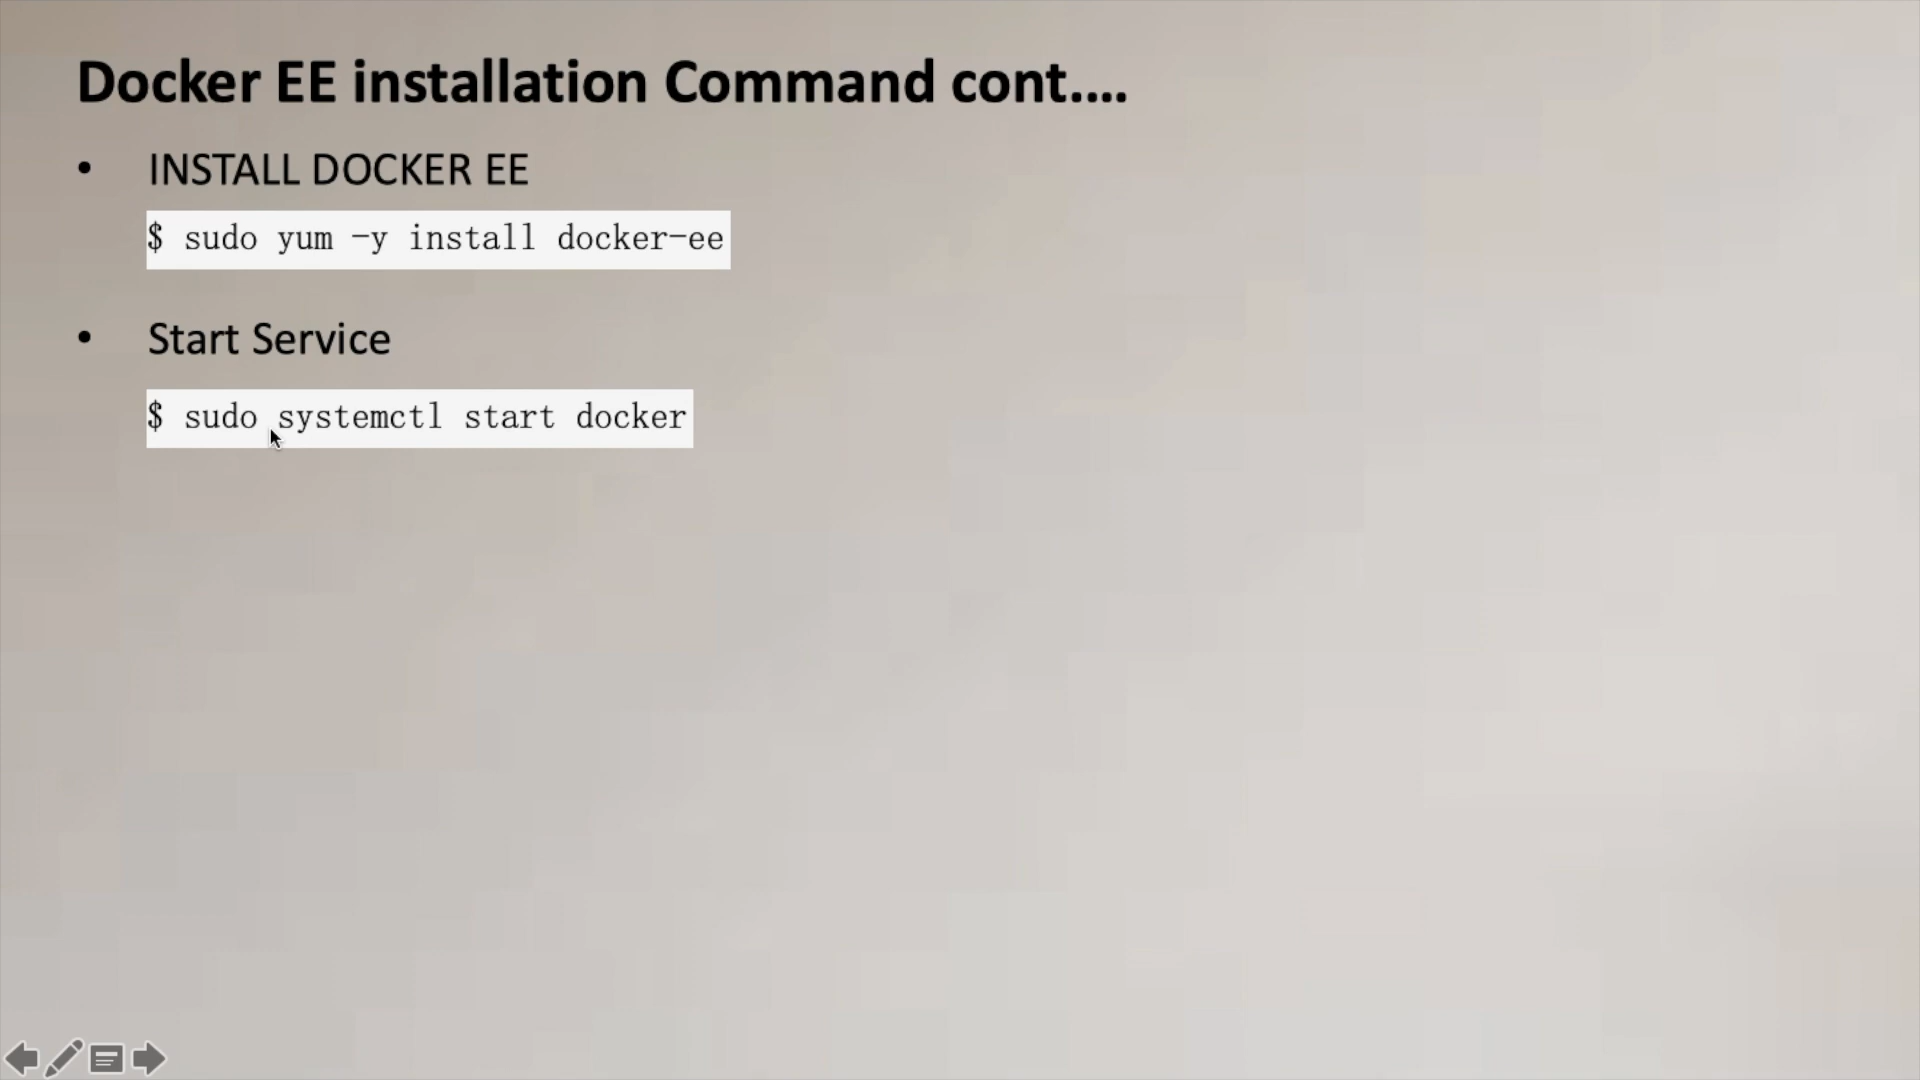 Docker EE installation Command cont....
• INSTALL DOCKER EE
$ sudo yum -y install docker-ee
• Start Service
$ sudo systemctl start docker